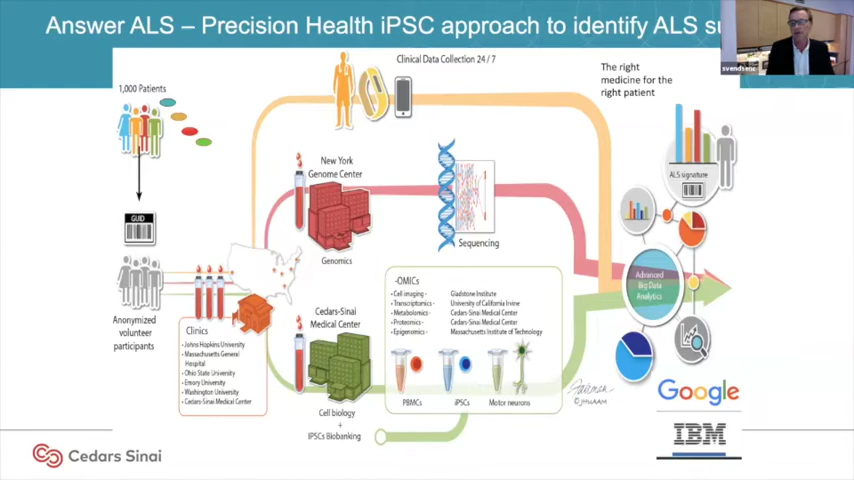 Answer ALS – Precision Health iPSC approach to identify ALS su
svendsenc
1,000 Patients
GUID
Anonymized
volunteer
participants
Clinical Data Collection 24 / 7
New York
Genome Center
Genomics
Sequencing
Clinics
• Johns Hopkins University
• Massachusetts General
Hospital
• Ohio State University
• Emory University
• Washington University
• Cedars-Sinai Medical Center
Cedars-Sinai
Medical Center
Cell biology
+
IPSCs Biobanking
-OMICs
• Cell imaging - Gladstone Institute
• Transcriptomics - University of California Irvine
• Metabolomics - Cedars-Sinai Medical Center
• Proteomics - Cedars-Sinai Medical Center
• Epigenomics - Massachusetts Institute of Technology
PBMCs
iPSCs
Motor neurons
The right
medicine for the
right patient
ALS signature
Advanced
Big Data
Analytics
Google
IBM
Cedars Sinai